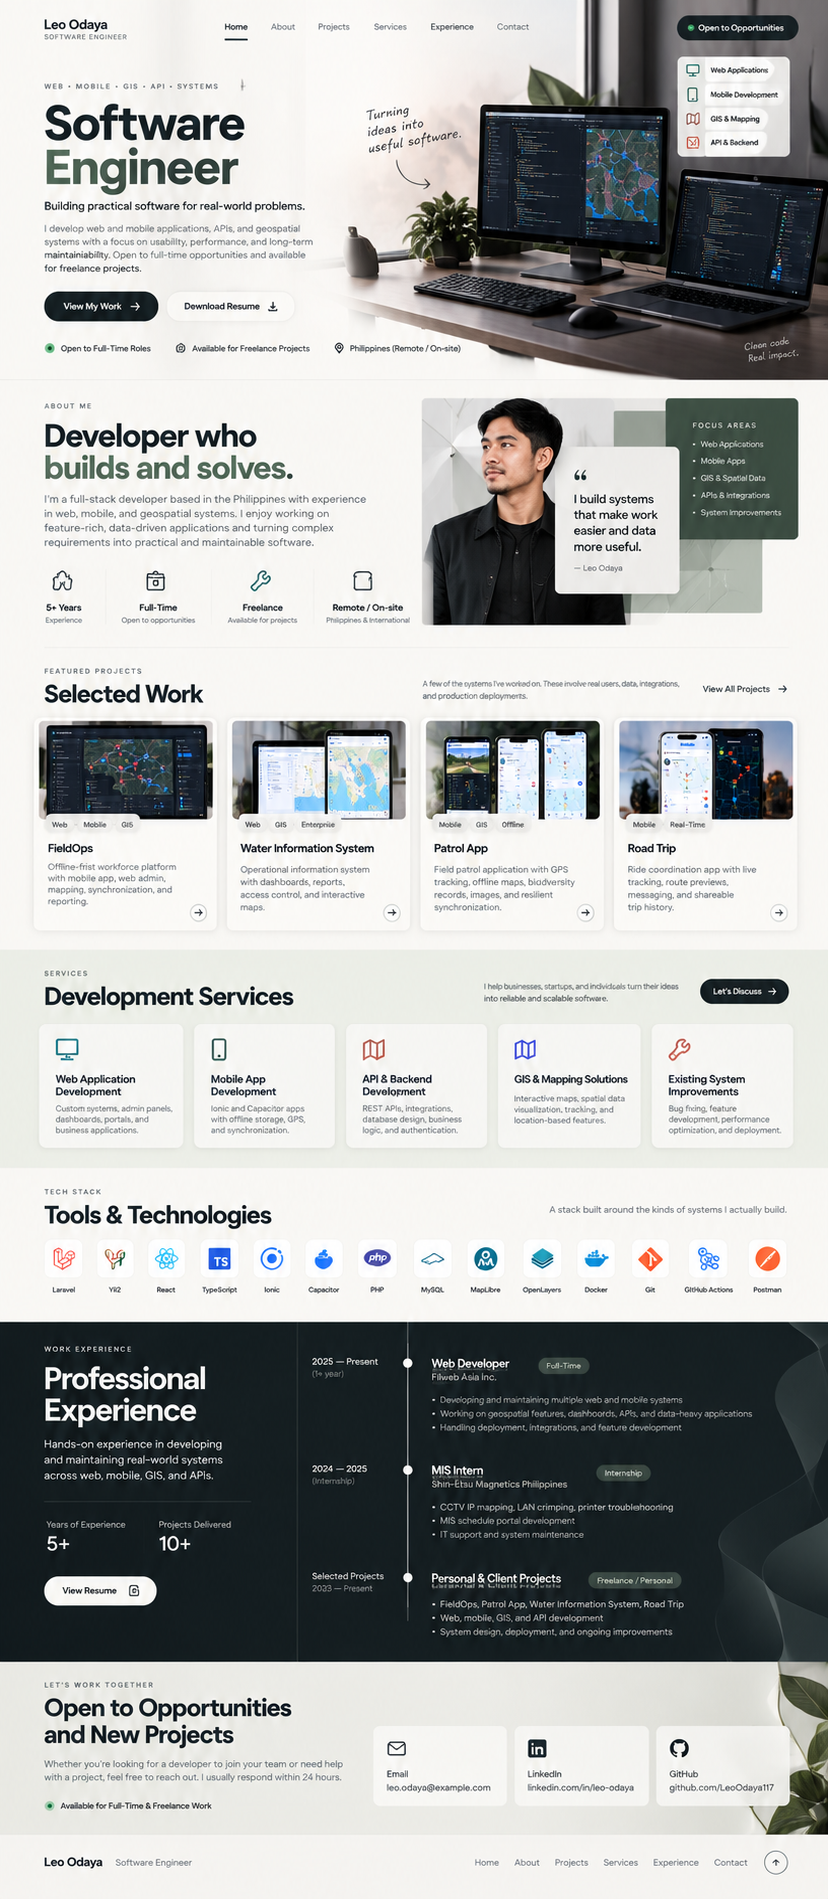 Leo Odaya
SOFTWARE ENGINEER
Home
About
Projects
Services
Experience
Contact
Open to Opportunities
Web Applications
Mobile Development
GIS & Mapping
API & Backend
WEB • MOBILE • GIS • API • SYSTEMS
Software
Engineer
Turning
ideas into
useful software.
Building practical software for real-world problems.
I develop web and mobile applications, APIs, and geospatial
systems with a focus on usability, performance, and long-term
maintainiability. Open to full-time opportunities and available
for freelance projects.
View My Work
Download Resume
Open to Full-Time Roles
Available for Freelance Projects
Philippines (Remote / On-site)
Clean code
Real impact.
ABOUT ME
Developer who
builds and solves.
I'm a full-stack developer based in the Philippines with experience
in web, mobile, and geospatial systems. I enjoy working on
feature-rich, data-driven applications and turning complex
requirements into practical and maintainable software.
5+ Years
Experience
Full-Time
Open to opportunities
Freelance
Available for projects
Remote / On-site
Philippines & International
“
I build systems
that make work
easier and data
more useful.
— Leo Odaya
FOCUS AREAS
• Web Applications
• Mobile Apps
• GIS & Spatial Data
• APIs & Integrations
• System Improvements
FEATURED PROJECTS
Selected Work
A few of the systems I've worked on. These involve real users, data, integrations,
and production deployments.
View All Projects
Web Mobile GIS
FieldOps
Offline-frist workforce platform
with mobile app, web admin,
mapping, synchronization, and
reporting.
Web GIS Enterprise
Water Information System
Operational information system
with dashboards, reports,
access control, and interactive
maps.
Mobile GIS Offline
Patrol App
Field patrol application with GPS
tracking, offline maps, biodversity
records, images, and resilient
synchronization.
Mobile Real-Time
Road Trip
Ride coordination app with live
tracking, route previews,
messaging, and shareable
trip history.
SERVICES
Development Services
I help businesses, startups, and individuals turn their ideas
into reliable and scalable software.
Let's Discuss
Web Application
Development
Custom systems, admin panels,
dashboards, portals, and
business applications.
Mobile App
Development
Ionic and Capacitor apps
with offline storage, GPS,
and synchronization.
API & Backend
Development
REST APIs, integrations,
database design, business
logic, and authentication.
GIS & Mapping Solutions
Interactive maps, spatial data
visualization, tracking, and
location-based features.
Existing System
Improvements
Bug fixing, feature
development, performance
optimization, and deployment.
TECH STACK
Tools & Technologies
A stack built around the kinds of systems I actually build.
TS
php
Laravel
Yii2
React
TypeScript
Ionic
Capacitor
PHP
MySQL
MapLibre
OpenLayers
Docker
Git
GitHub Actions
Postman
WORK EXPERIENCE
Professional
Experience
Hands-on experience in developing
and maintaining real-world systems
across web, mobile, GIS, and APIs.
Years of Experience
5+
Projects Delivered
10+
View Resume
2025 — Present
(1+ year)
Web Developer
Full-Time
Filweb Asia Inc.
• Developing and maintaining multiple web and mobile systems
• Working on geospatial features, dashboards, APIs, and data-heavy applications
• Handling deployment, integrations, and feature development
2024 — 2025
(Internship)
MIS Intern
Internship
Shin-Etsu Magnetics Philippines
• CCTV IP mapping, LAN crimping, printer troubleshooring
• MIS schedule portal development
• IT support and system maintenance
Selected Projects
2023 — Present
Personal & Client Projects
Freelance / Personal
• FieldOps, Patrol App, Water Information System, Road Trip
• Web, mobile, GIS, and API development
• System design, deployment, and ongoing improvements
LET'S WORK TOGETHER
Open to Opportunities
and New Projects
Whether you're looking for a developer to join your team or need help
with a project, feel free to reach out. I usually respond within 24 hours.
Available for Full-Time & Freelance Work
Email
leo.odaya@example.com
in
LinkedIn
linkedin.com/in/leo-odaya
GitHub
github.com/LeoOdaya117
Leo Odaya
Software Engineer
Home
About
Projects
Services
Experience
Contact